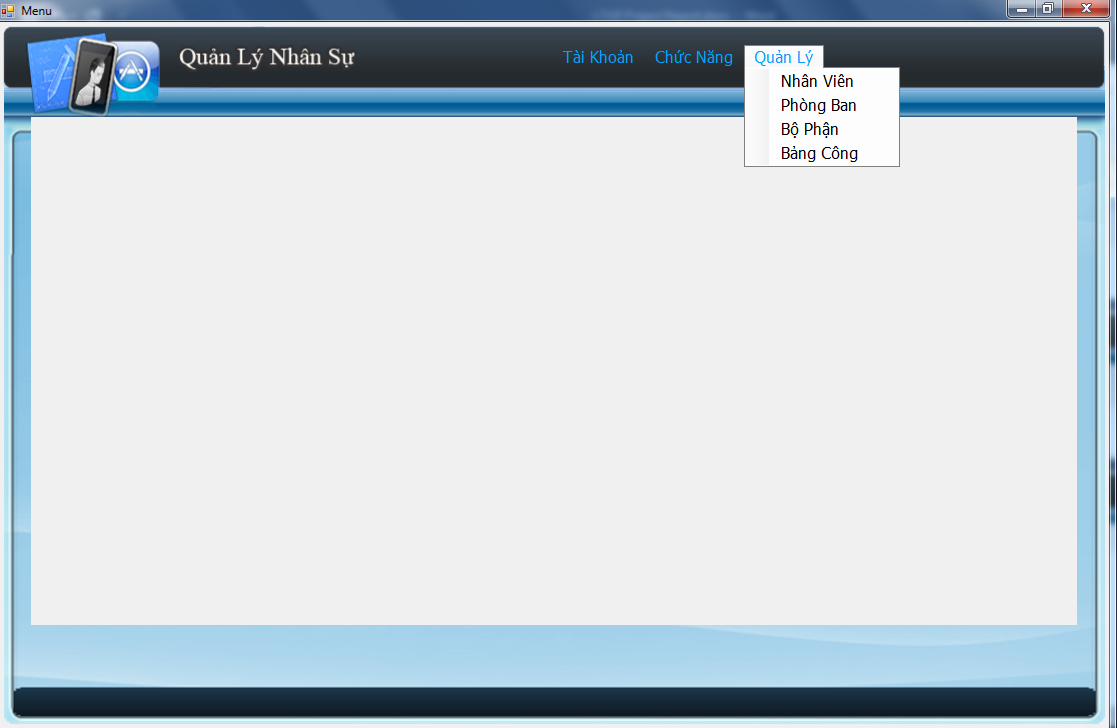 Menu
Quản Lý Nhân Sự
Tài Khoản Chức Năng Quản Lý
Nhân Viên
Phòng Ban
Bộ Phận
Bảng Công